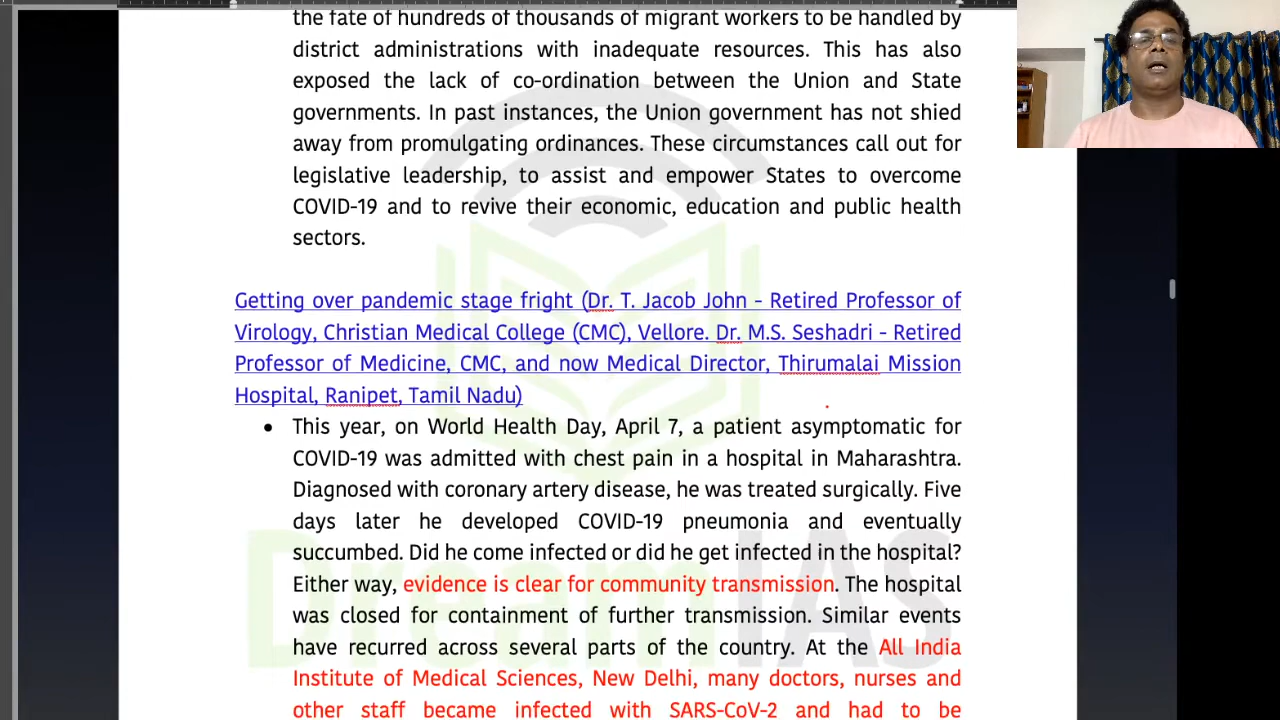 the fate of hundreds of thousands of migrant workers to be handled by
district administrations with inadequate resources. This has also
exposed the lack of co-ordination between the Union and State
governments. In past instances, the Union government has not shied
away from promulgating ordinances. These circumstances call out for
legislative leadership, to assist and empower States to overcome
COVID-19 and to revive their economic, education and public health
sectors.
Getting over pandemic stage fright (Dr. T. Jacob John - Retired Professor of
Virology, Christian Medical College (CMC), Vellore. Dr. M.S. Seshadri - Retired
Professor of Medicine, CMC, and now Medical Director, Thirumalai Mission
Hospital, Ranipet, Tamil Nadu)
• This year, on World Health Day, April 7, a patient asymptomatic for
COVID-19 was admitted with chest pain in a hospital in Maharashtra.
Diagnosed with coronary artery disease, he was treated surgically. Five
days later he developed COVID-19 pneumonia and eventually
succumbed. Did he come infected or did he get infected in the hospital?
Either way, evidence is clear for community transmission. The hospital
was closed for containment of further transmission. Similar events
have recurred across several parts of the country. At the All India
Institute of Medical Sciences, New Delhi, many doctors, nurses and
other staff became infected with SARS-CoV-2 and had to be
Dream IAS